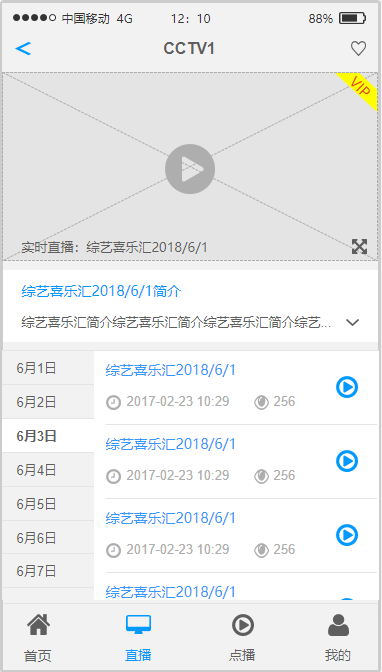 中国移动 4G 12：10 88%
CCTV1
VIP
实时直播：综艺喜乐汇2018/6/1
综艺喜乐汇2018/6/1简介
综艺喜乐汇简介综艺喜乐汇简介综艺喜乐汇简介综艺...
6月1日
6月2日
6月3日
6月4日
6月5日
6月6日
6月7日
综艺喜乐汇2018/6/1
2017-02-23 10:29 256
综艺喜乐汇2018/6/1
2017-02-23 10:29 256
综艺喜乐汇2018/6/1
2017-02-23 10:29 256
综艺喜乐汇2018/6/1
首页 直播 点播 我的